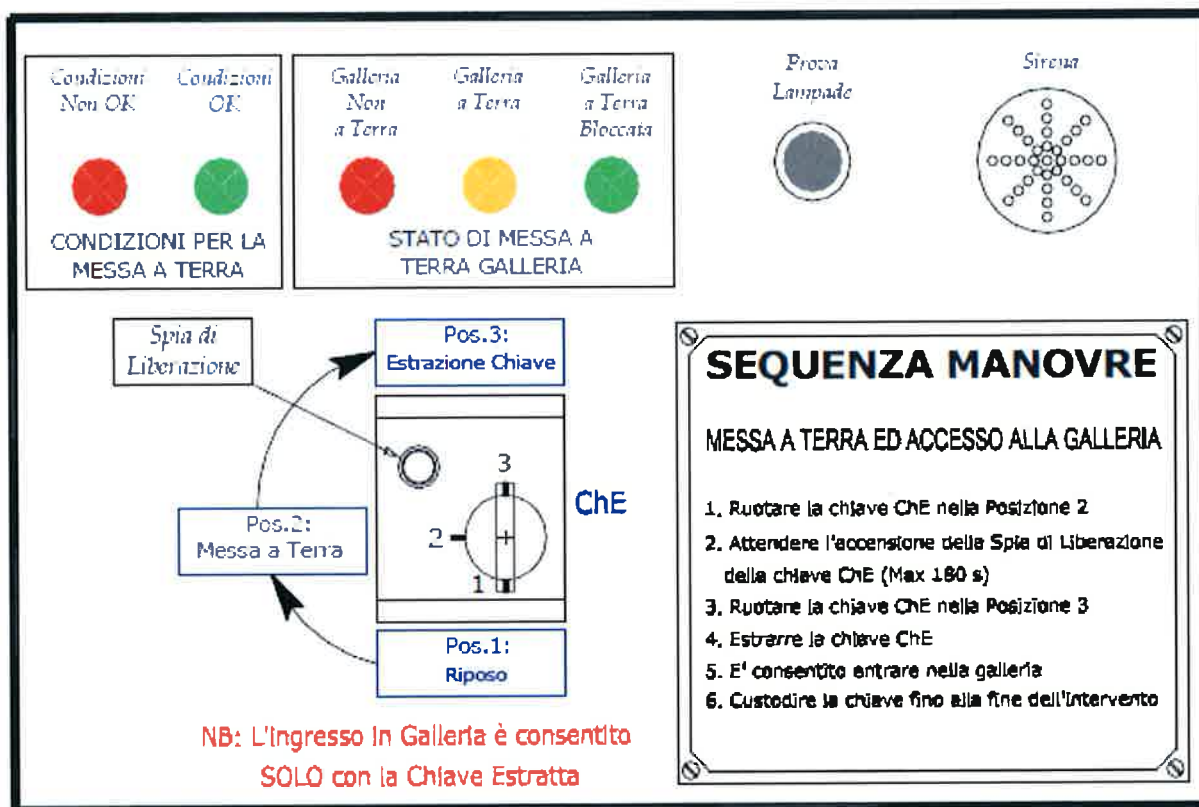 Condizioni
Non OK
Condizioni
OK
Galleria
Non
a Terra
Galleria
a Terra
Galleria
a Terra
Bloccata
Prova
Lampade
Sirena
CONDIZIONI PER LA
MESSA A TERRA
STATO DI MESSA A
TERRA GALLERIA
Spia di
Liberazione
Pos.3:
Estrazione Chiave
3
2
1
ChE
Pos.2:
Messa a Terra
Pos.1:
Riposo
NB: L'Ingresso in Galleria è consentito
SOLO con la Chiave Estratta
SEQUENZA MANOVRE
MESSA A TERRA ED ACCESSO ALLA GALLERIA
1. Ruotare la chiave ChE nella Posizione 2
2. Attendere l'accensione della Spia di Liberazione
della chiave ChE (Max 180 s)
3. Ruotare la chiave ChE nella Posizione 3
4. Estrarre la chiave ChE
5. E' consentito entrare nella galleria
6. Custodire la chiave fino alla fine dell'intervento